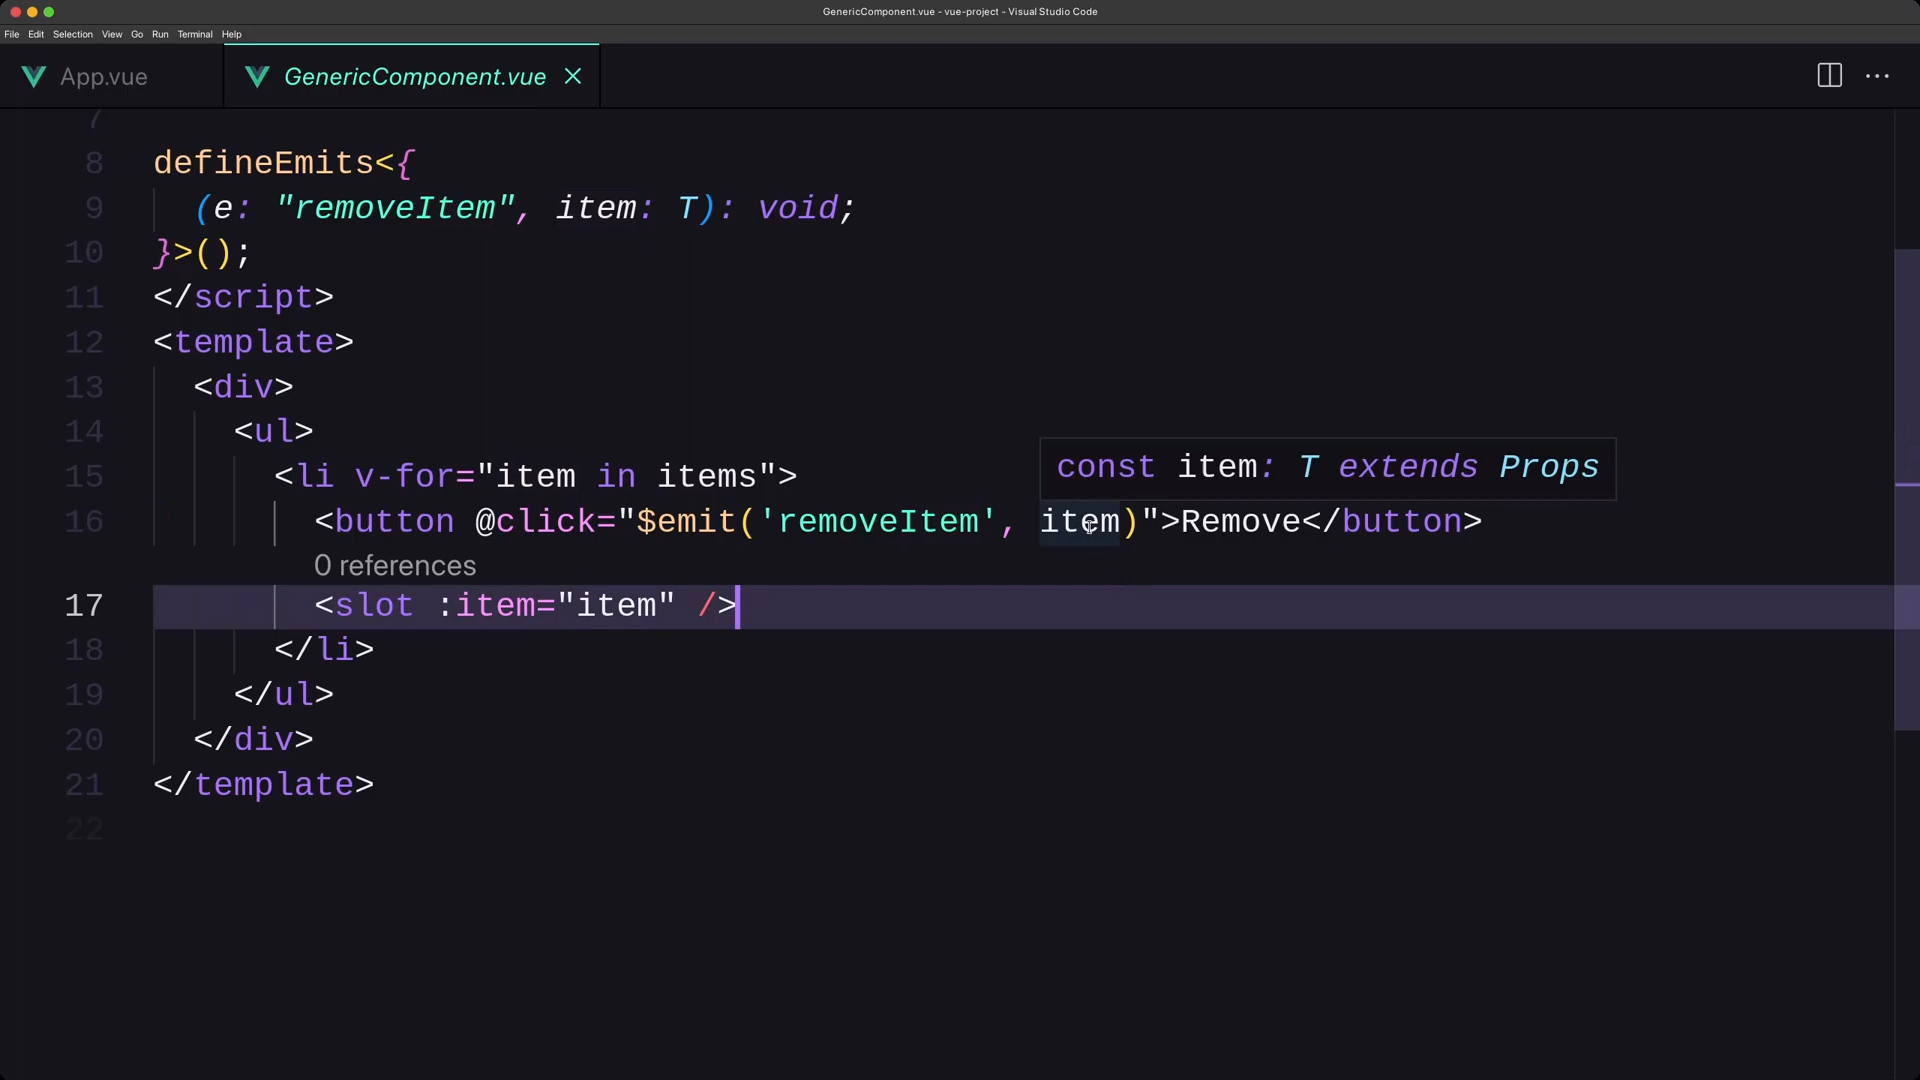 GenericComponent.vue - vue-project - Visual Studio Code
File Edit Selection View Go Run Terminal Help
App.vue GenericComponent.vue
7
8 defineEmits<{
9 (e: "removeItem", item: T): void;
10 }>();
11 </script>
12 <template>
13 <div>
14 <ul>
15 <li v-for="item in items">
const item: T extends Props
16 <button @click="$emit('removeItem', item)">Remove</button>
0 references
17 <slot :item="item" />
18 </li>
19 </ul>
20 </div>
21 </template>
22